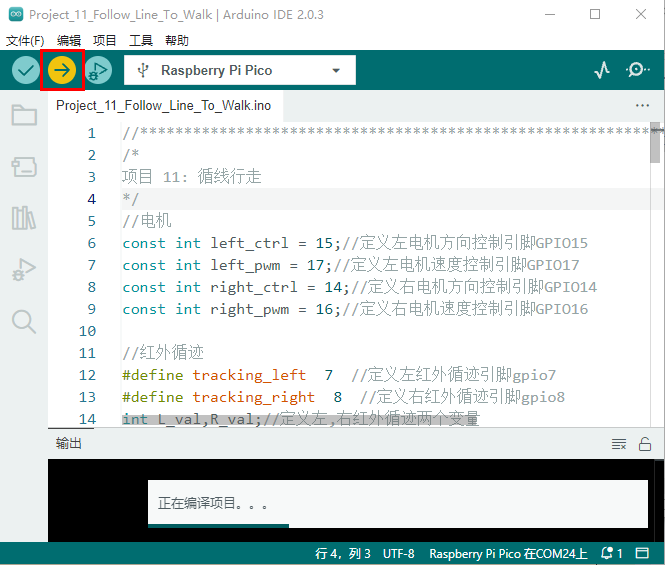 Project_11_Follow_Line_To_Walk | Arduino IDE 2.0.3
文件(F) 编辑 项目 工具 帮助
Raspberry Pi Pico
Project_11_Follow_Line_To_Walk.ino
1 //************************************************************
2 /*
3 项目 11: 循线行走
4 */
5 //电机
6 const int left_ctrl = 15;//定义左电机方向控制引脚GPIO15
7 const int left_pwm = 17;//定义左电机速度控制引脚GPIO17
8 const int right_ctrl = 14;//定义右电机方向控制引脚GPIO14
9 const int right_pwm = 16;//定义右电机速度控制引脚GPIO16
10
11 //红外循迹
12 #define tracking_left  7  //定义左红外循迹引脚gpio7
13 #define tracking_right  8  //定义右红外循迹引脚gpio8
14 int L_val,R_val;//定义左,右红外循迹两个变量
输出
正在编译项目。。。
行 4，列 3 UTF-8 Raspberry Pi Pico 在COM24上 1